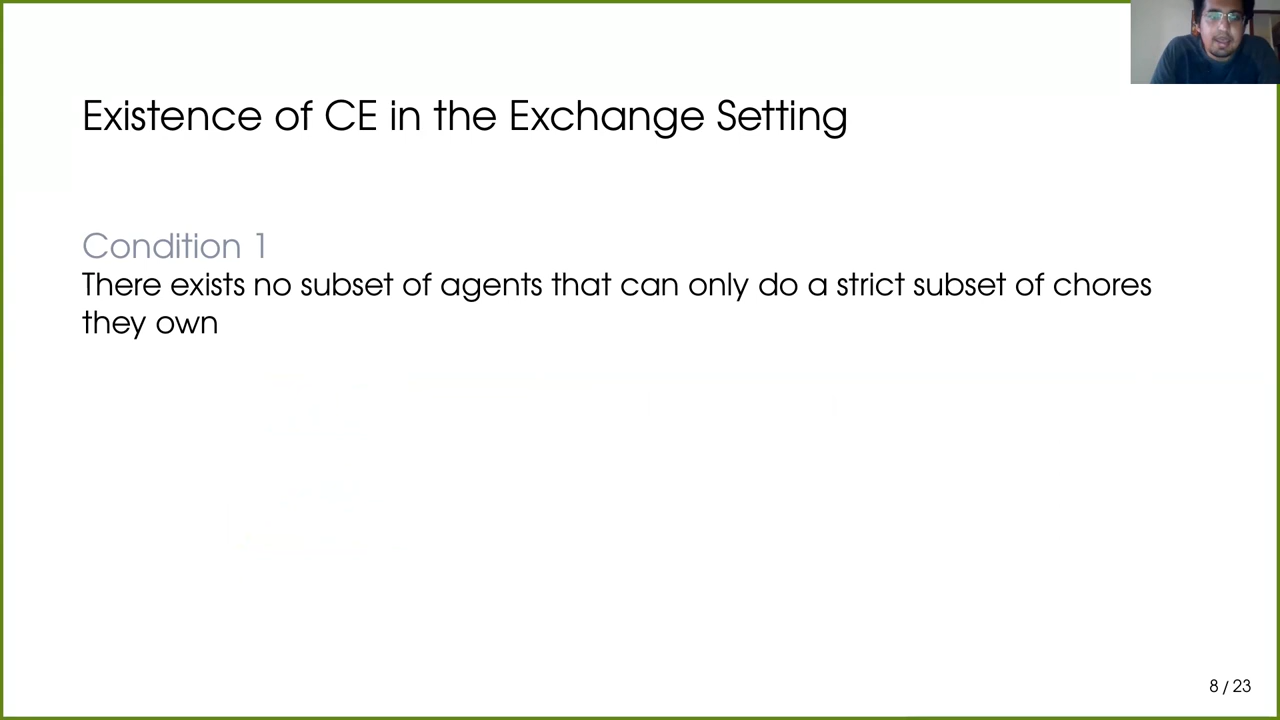 Existence of CE in the Exchange Setting
Condition 1
There exists no subset of agents that can only do a strict subset of chores
they own
8 / 23